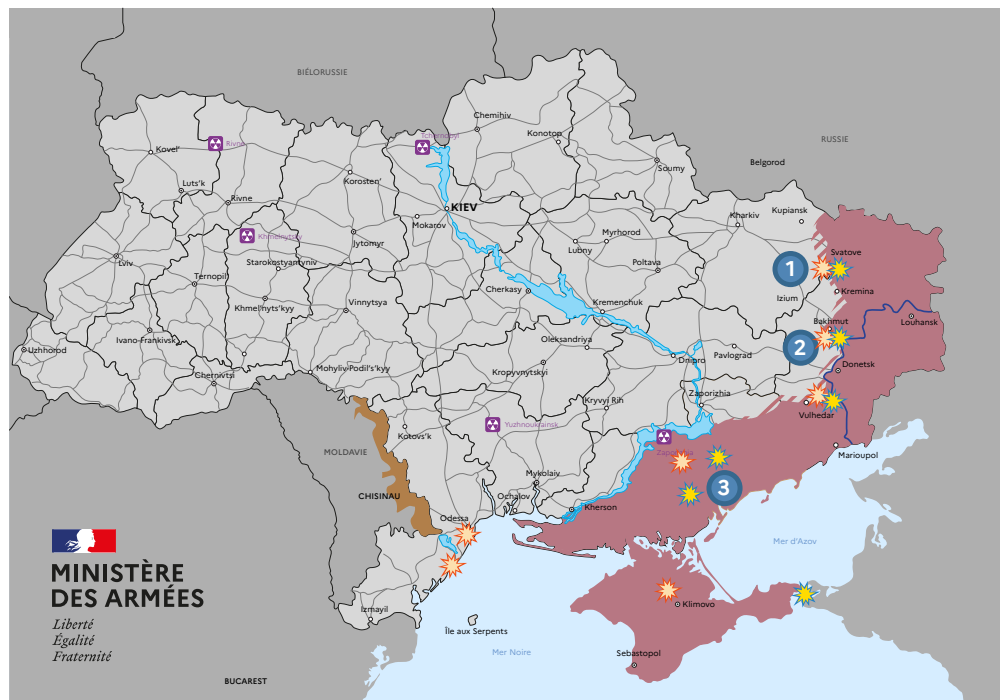 BIÉLORUSSIE
RUSSIE
Chernihiv
Tchernobyl
Konotop
Rivne
Kovel'
Belgorod
Soumy
Korosten'
Luts'k
Rivne
KIEV
Kupiansk
Kharkiv
Mokarov
Myrhorod
Khmelnytsky
Jytomyr
Lubny
Svatove
Lviv
Starokostyantyniv
Poltava
1
Ternopil
Cherkasy
Kremina
Izium
Vinnytsya
Kremenchuk
Khmel'nyts'kyy
Bakhmut
Louhansk
Ivano-Frankivsk
Oleksandriya
2
Uzhhorod
Pavlograd
Dnipro
Donetsk
Mohyliv-Podil's'kyy
Kropyvnytskyi
Chernivtsi
Zaporizhia
Kryvyi Rih
Vulhedar
Yuzhnoukrainsk
Kotovs'k
MOLDAVIE
Zaporizhia
Marioupol
Mykolaiv
3
CHISINAU
Ochalov
Kherson
Odessa
Mer d'Azov
MINISTÈRE
DES ARMÉES
Liberté
Égalité
Fraternité
Klimovo
Izmayil
Île aux Serpents
Mer Noire
Sebastopol
BUCAREST